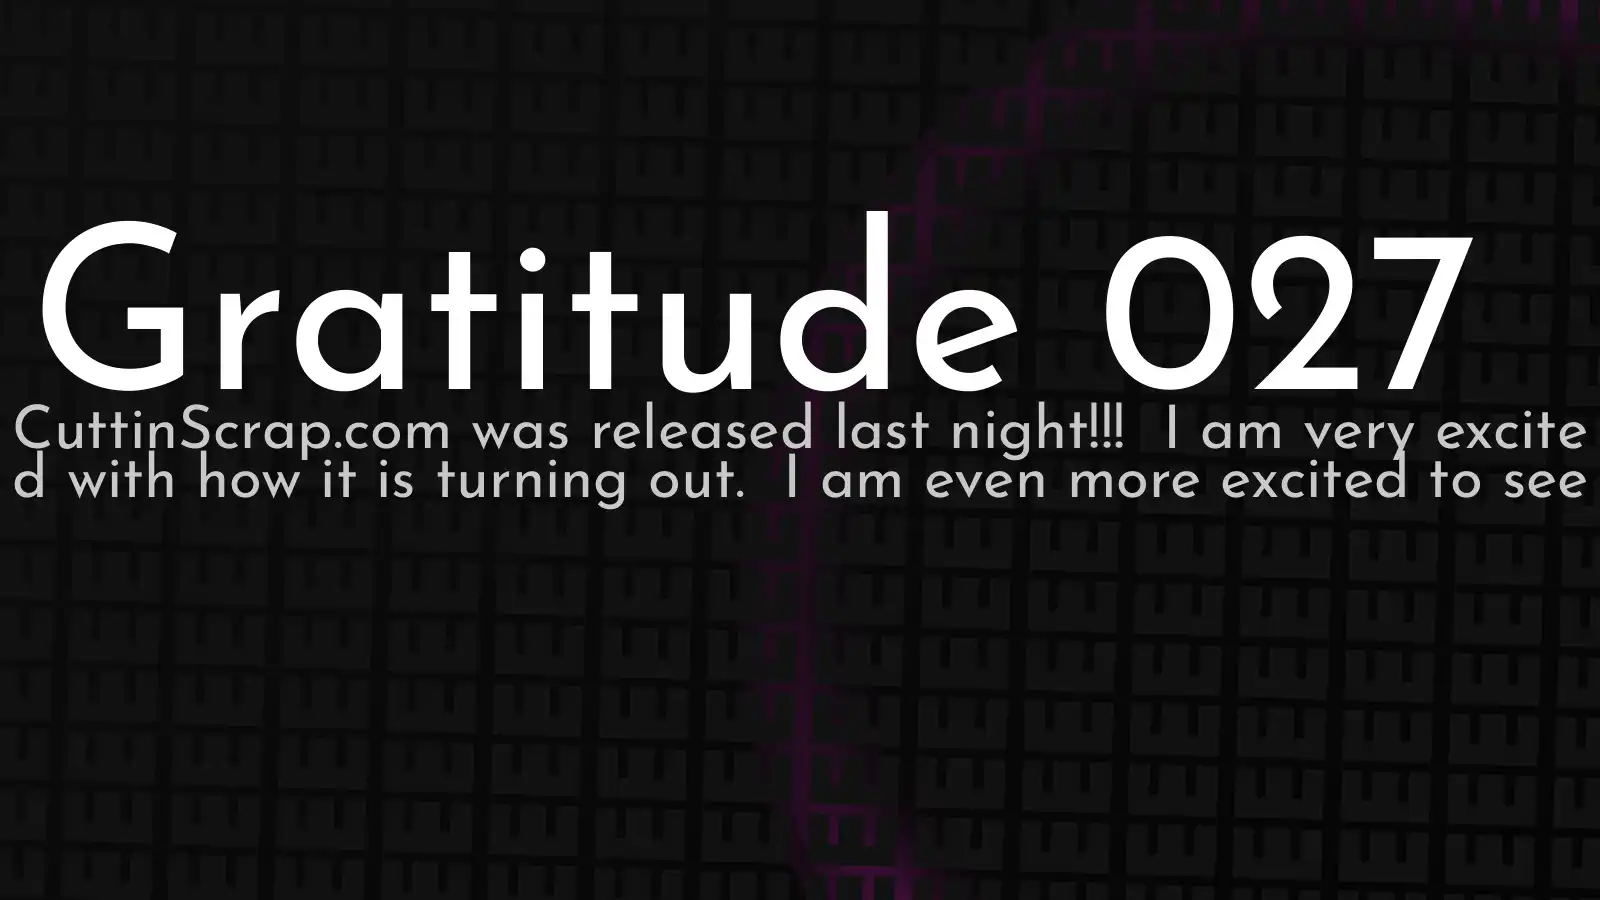 Gratitude 027
CuttinScrap.com was released last night!!!  I am very excite
d with how it is turning out.  I am even more excited to see